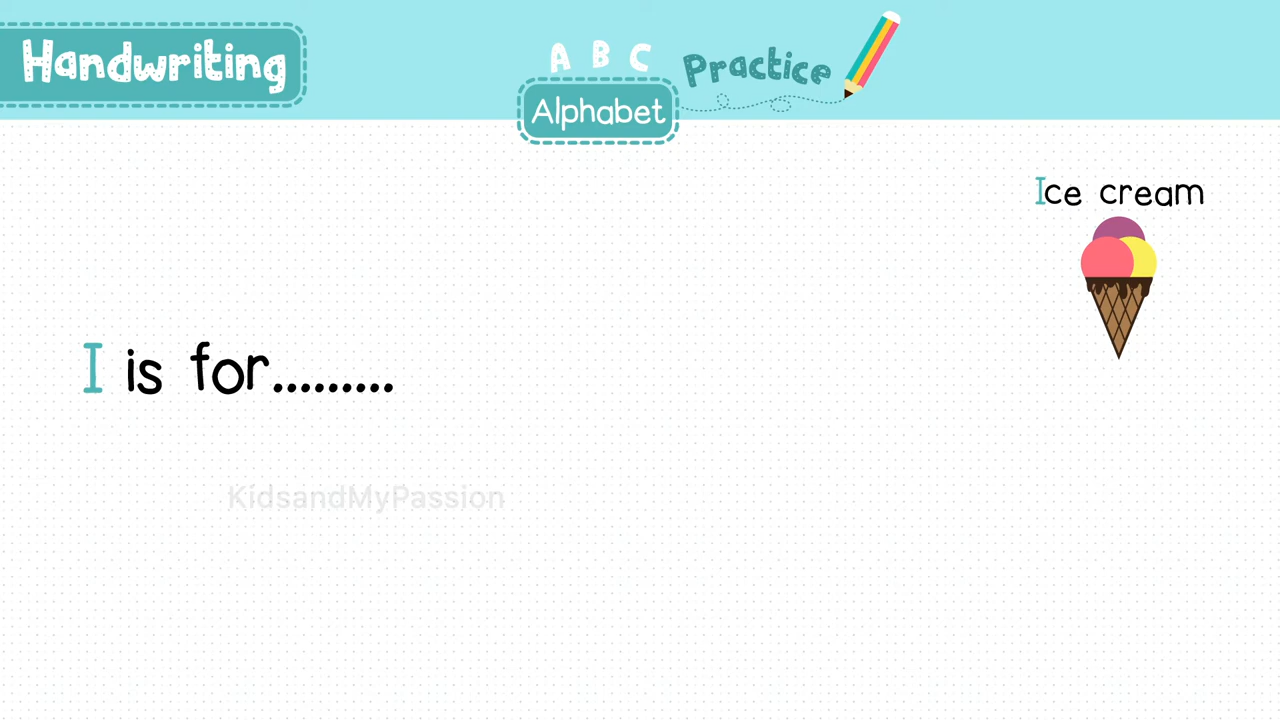 Handwriting
A B C
Practice
Alphabet
Ice cream
I is for.........
KidsandMyPassion